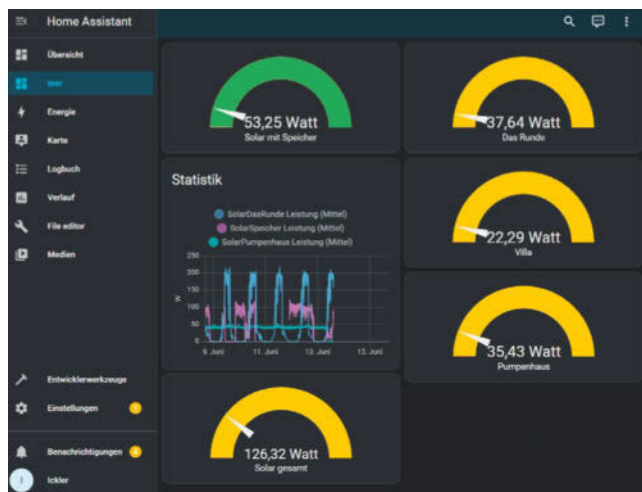 Home Assistant
Übersicht
test
Energie
Karte
Logbuch
Verlauf
File editor
Medien
Entwicklerwerkzeuge
Einstellungen
Benachrichtigungen
I Ickler
53,25 Watt
Solar mit Speicher
37,64 Watt
Das Runde
Statistik
SolarDasRunde Leistung (Mittel)
SolarSpeicher Leistung (Mittel)
SolarPumpenhaus Leistung (Mittel)
250
200
150
W
100
50
0
9. Juni 11. Juni 13. Juni 15. Juni
22,29 Watt
Villa
35,43 Watt
Pumpenhaus
126,32 Watt
Solar gesamt